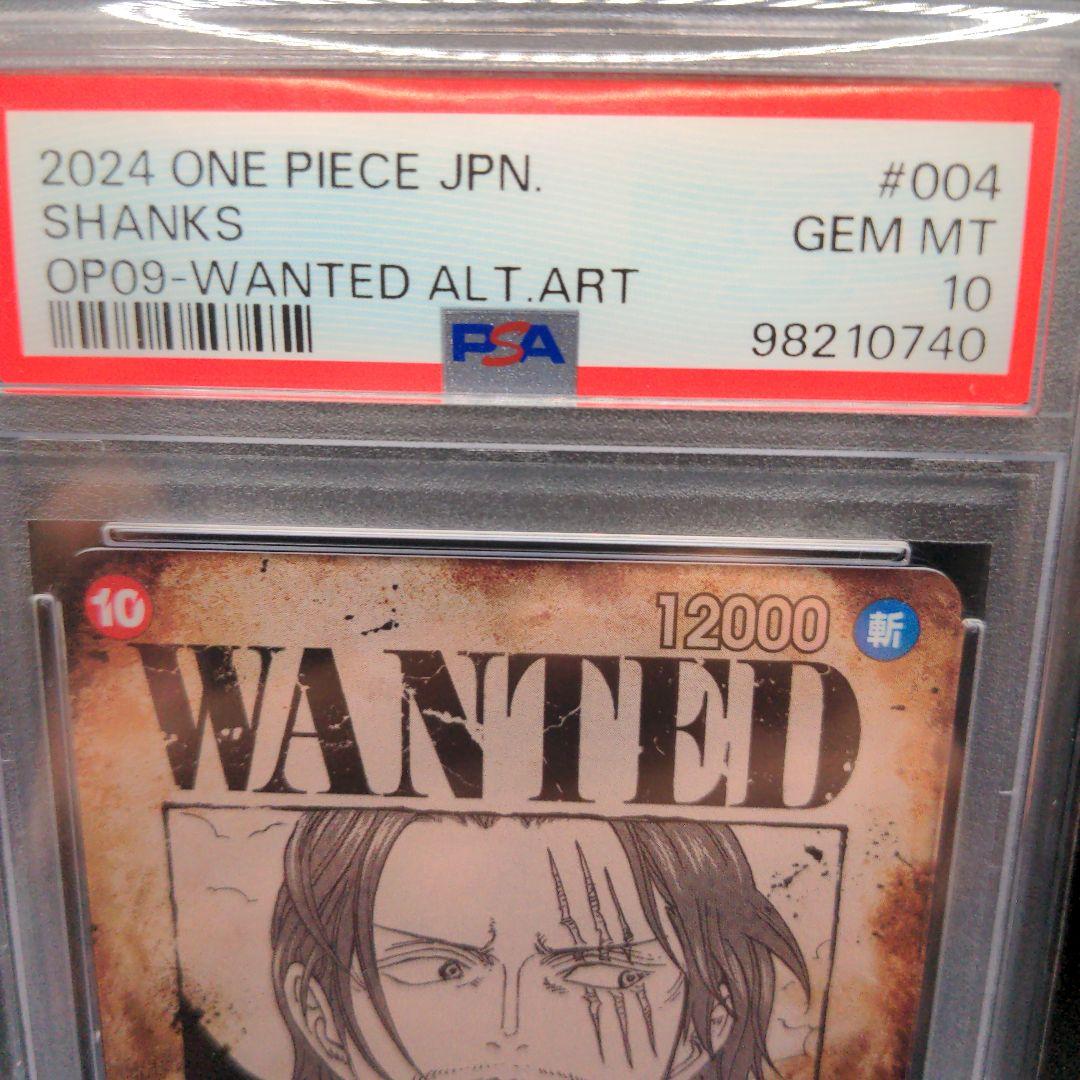 2024 ONE PIECE JPN.
#004
SHANKS
GEM MT
OP09-WANTED ALT.ART
10
98210740
PSA
10
12000
斬
WANTED